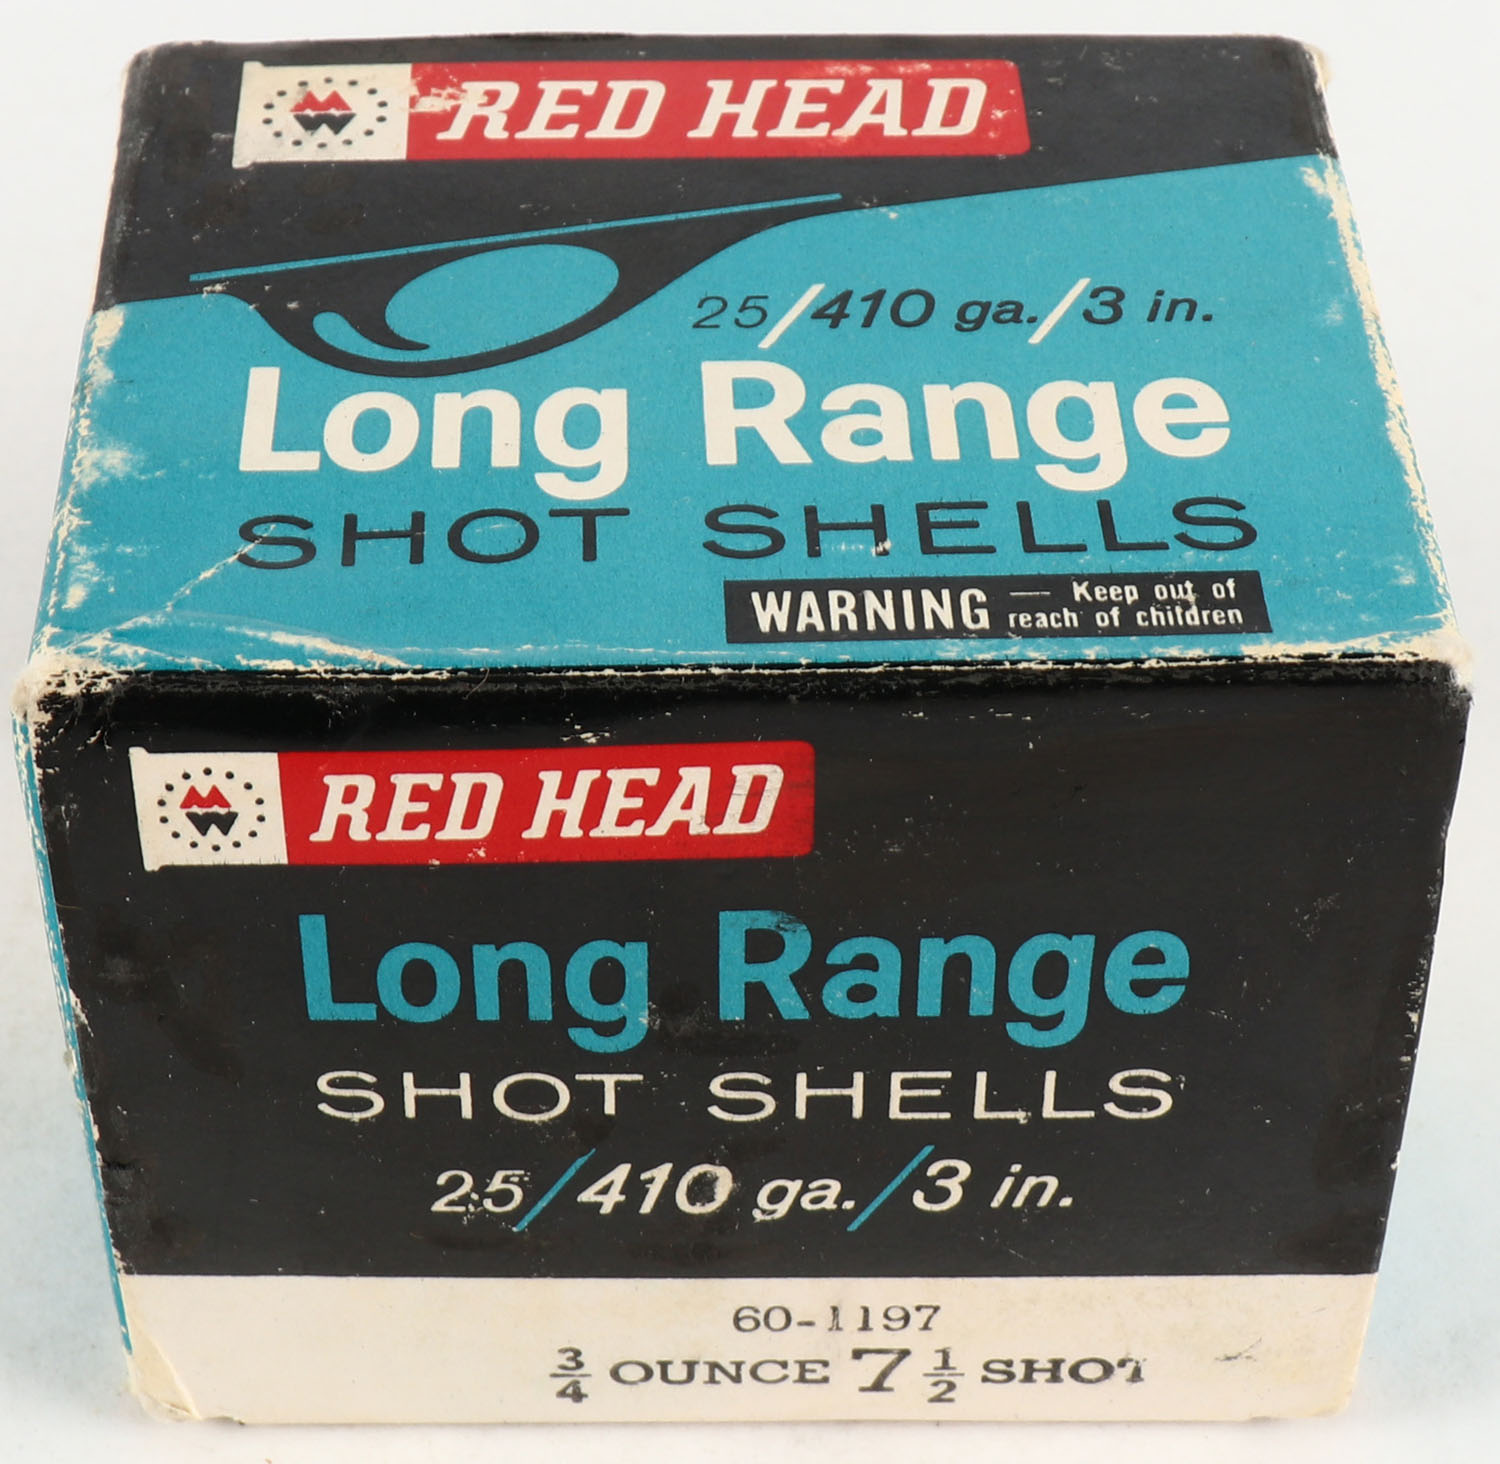 RED HEAD
25/410 ga./3 in.
Long Range
SHOT SHELLS
WARNING — Keep out of
reach of children
RED HEAD
Long Range
SHOT SHELLS
25/410 ga./3 in.
60-1197
3/4 OUNCE 7 1/2 SHOT